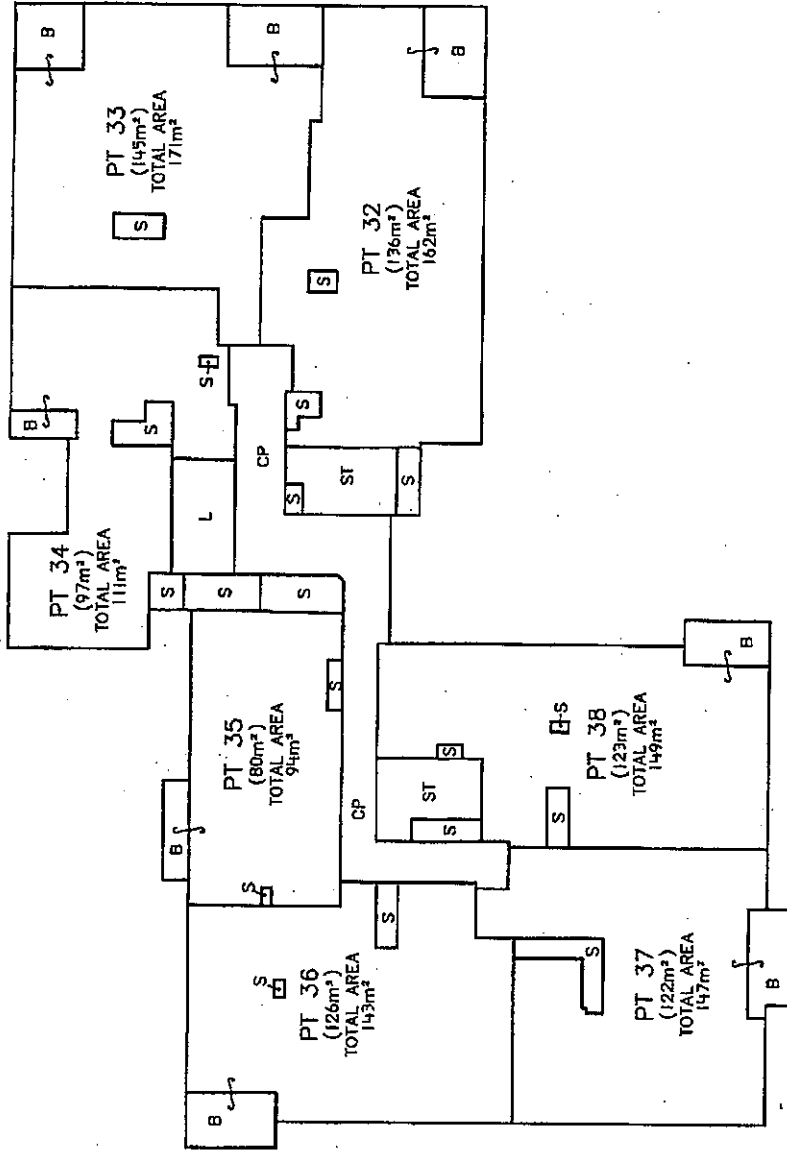 B
B
PT 34
(97m²)
TOTAL AREA
111m²
PT 33
(145m²)
TOTAL AREA
171m²
S
S
S
B
L
S
B
S
PT 35
(80m²)
TOTAL AREA
94m²
S
S
CP
B
S
S
S
PT 36
(126m²)
TOTAL AREA
143m²
S
S
ST
CP
PT 32
(136m²)
TOTAL AREA
162m²
S
S
ST
S
S
B
S
S
PT 38
(123m²)
TOTAL AREA
149m²
S
PT 37
(122m²)
TOTAL AREA
147m²
B
B